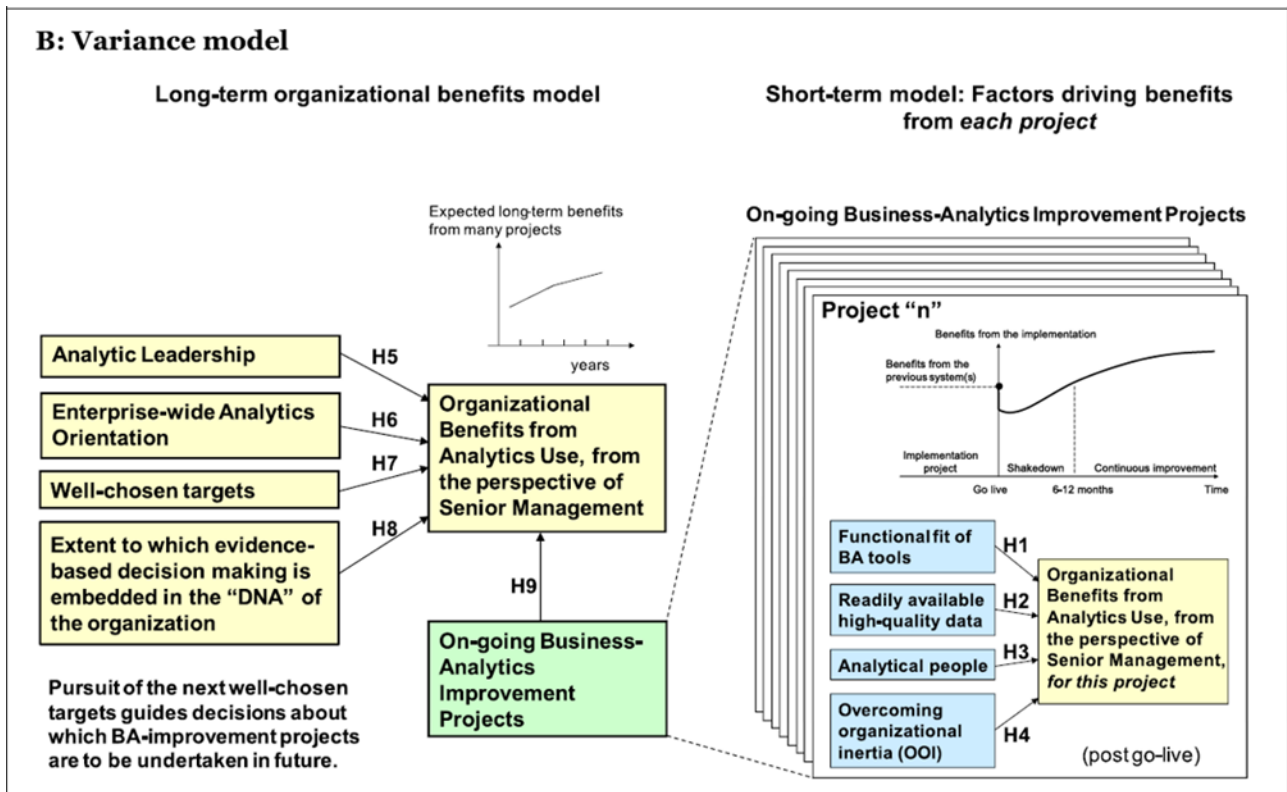 B: Variance model
Long-term organizational benefits model
Short-term model: Factors driving benefits
from each project
Expected long-term benefits
from many projects
years
Analytic Leadership
Enterprise-wide Analytics
Orientation
Well-chosen targets
Extent to which evidence-
based decision making is
embedded in the “DNA” of
the organization
H5
H6
H7
H8
Organizational
Benefits from
Analytics Use, from
the perspective of
Senior Management
H9
On-going Business-
Analytics
Improvement
Projects
Pursuit of the next well-chosen
targets guides decisions about
which BA-improvement projects
are to be undertaken in future.
On-going Business-Analytics Improvement Projects
Project “n”
Benefits from the implementation
Benefits from the
previous system(s)
Implementation
project
Shakedown
Continuous improvement
Go live
6-12 months
Time
Functional fit of
BA tools
Readily available
high-quality data
Analytical people
Overcoming
organizational
inertia (OOI)
H1
H2
H3
H4
Organizational
Benefits from
Analytics Use, from
the perspective of
Senior Management,
for this project
(post go-live)